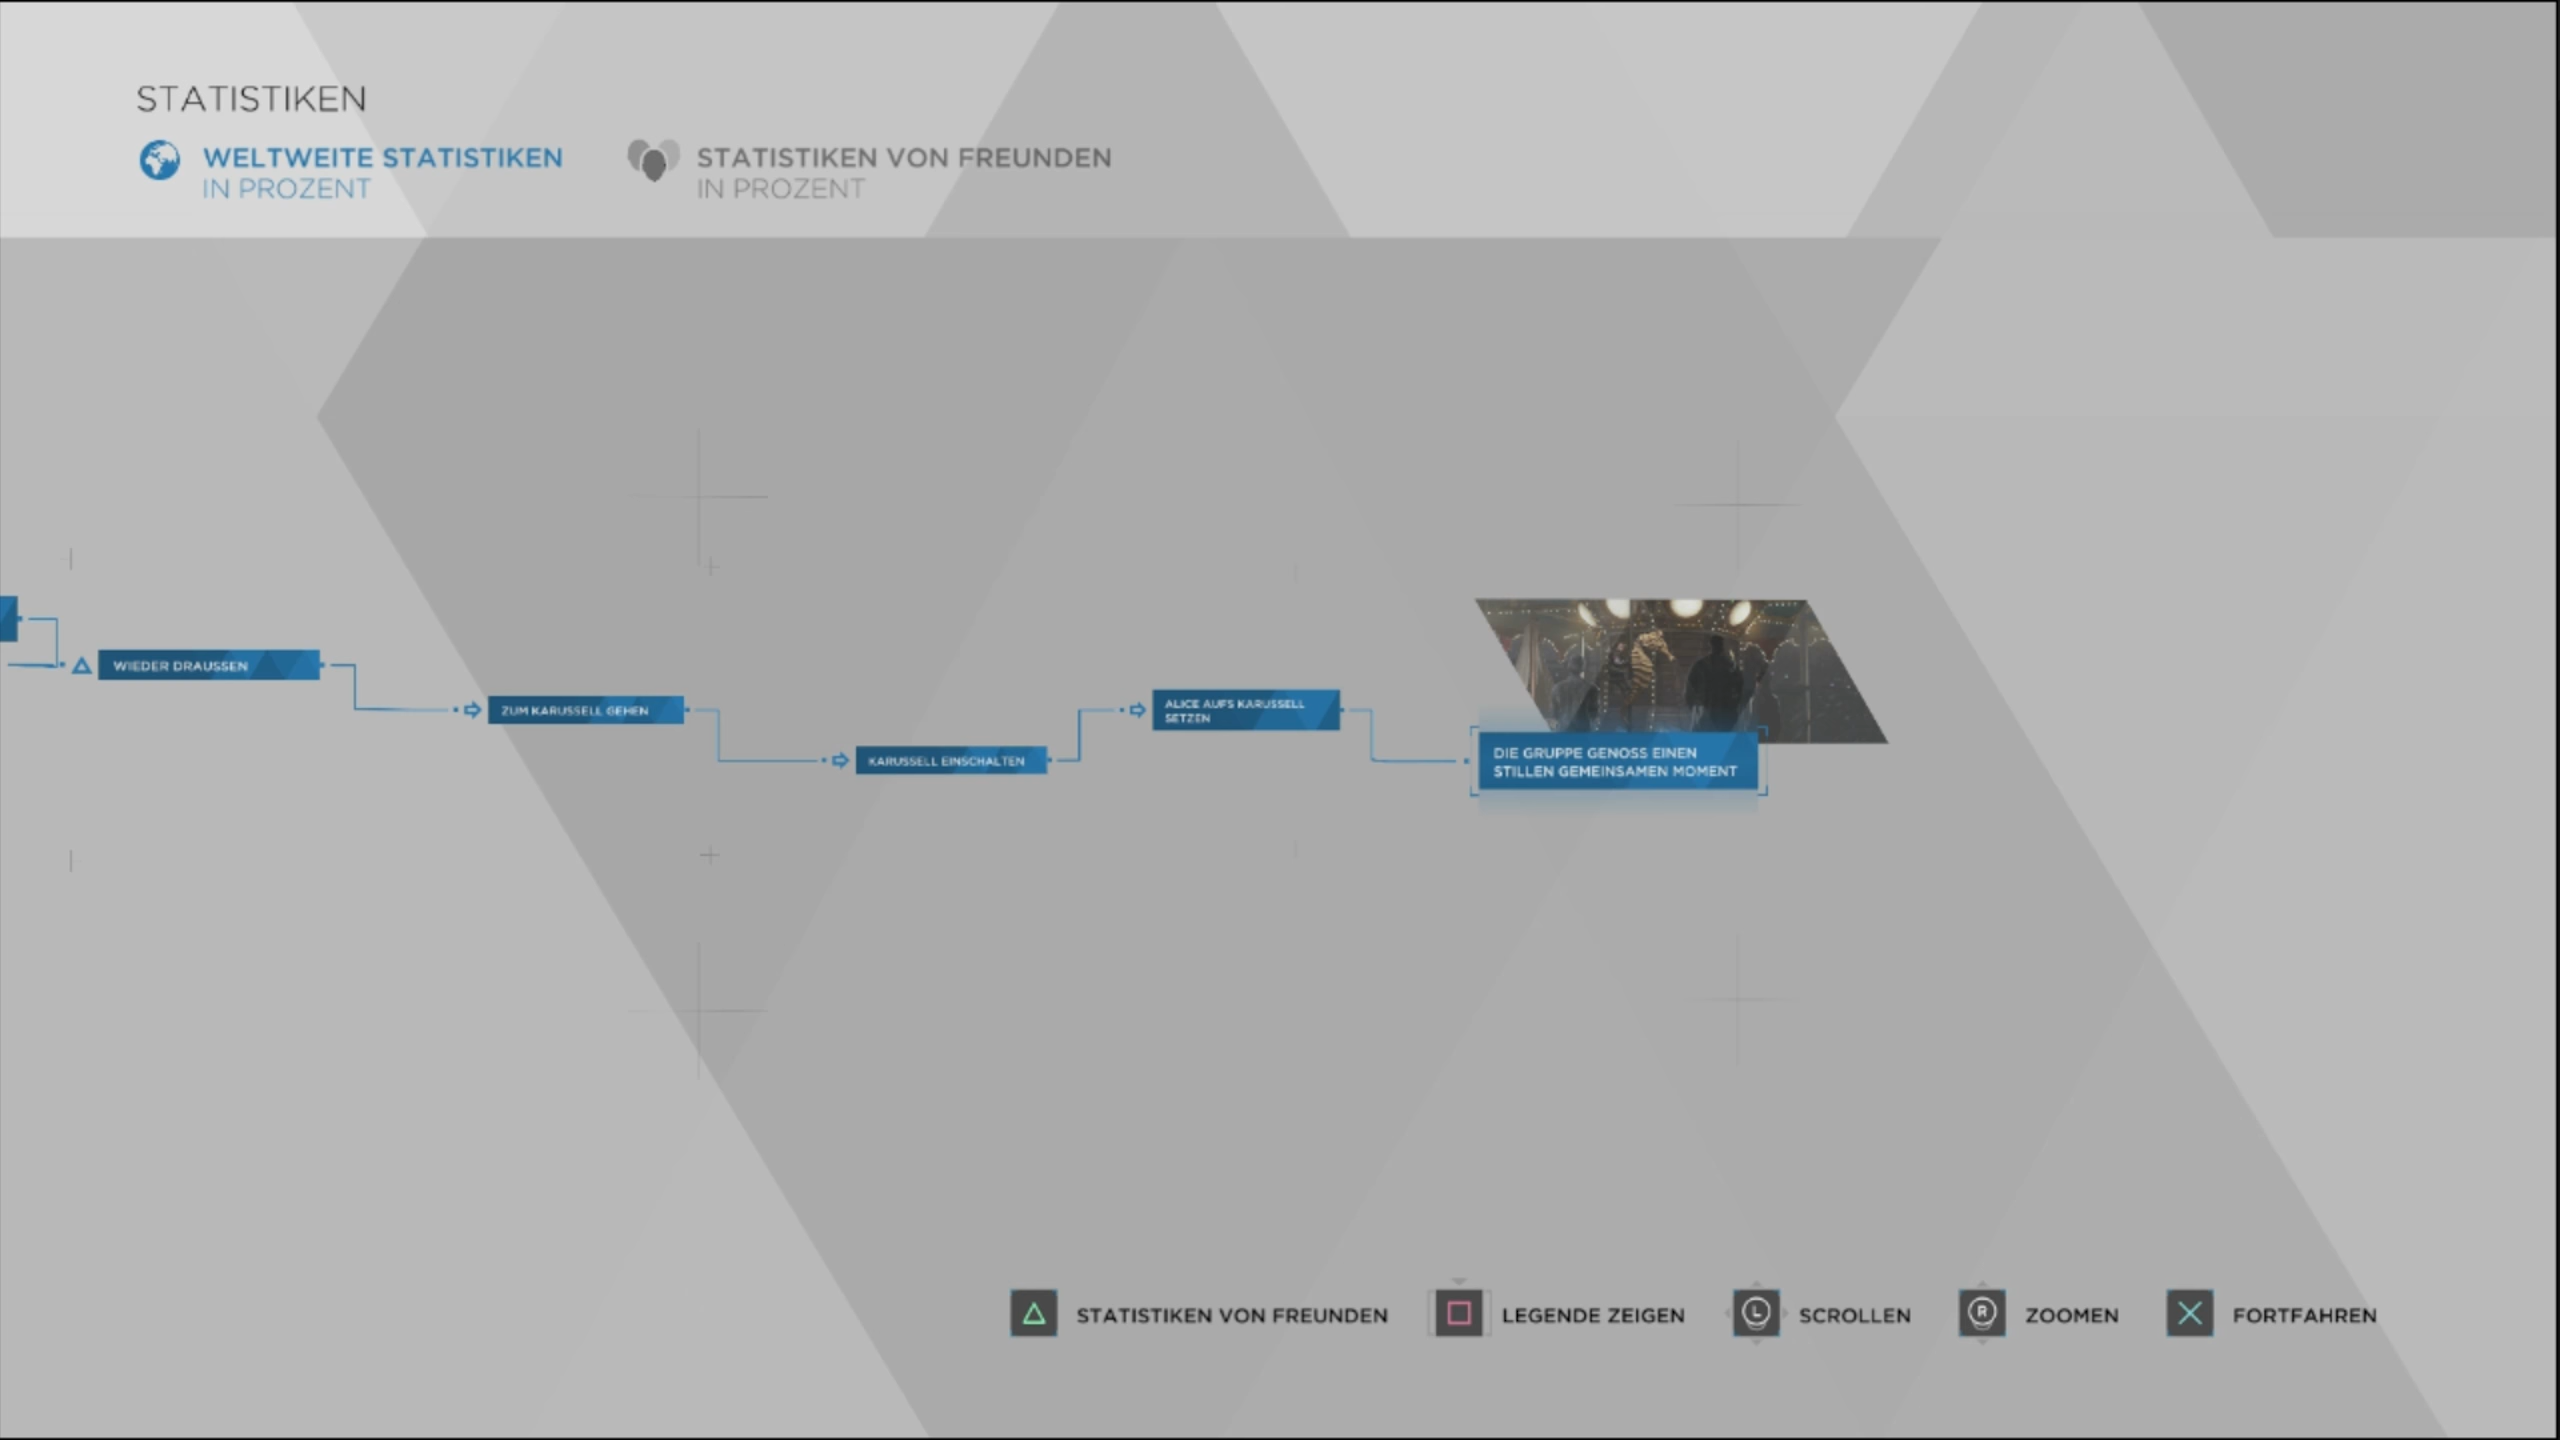 STATISTIKEN
WELTWEITE STATISTIKEN
IN PROZENT
STATISTIKEN VON FREUNDEN
IN PROZENT
WIEDER DRAUSSEN
ZUM KARUSSELL GEHEN
KARUSSELL EINSCHALTEN
ALICE AUFS KARUSSELL
SETZEN
DIE GRUPPE GENOSS EINEN
STILLEN GEMEINSAMEN MOMENT
STATISTIKEN VON FREUNDEN
LEGENDE ZEIGEN
L
SCROLLEN
R
ZOOMEN
FORTFAHREN